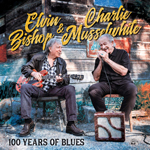 Elvin Bishop & Charlie Musselwhite
100 YEARS OF BLUES